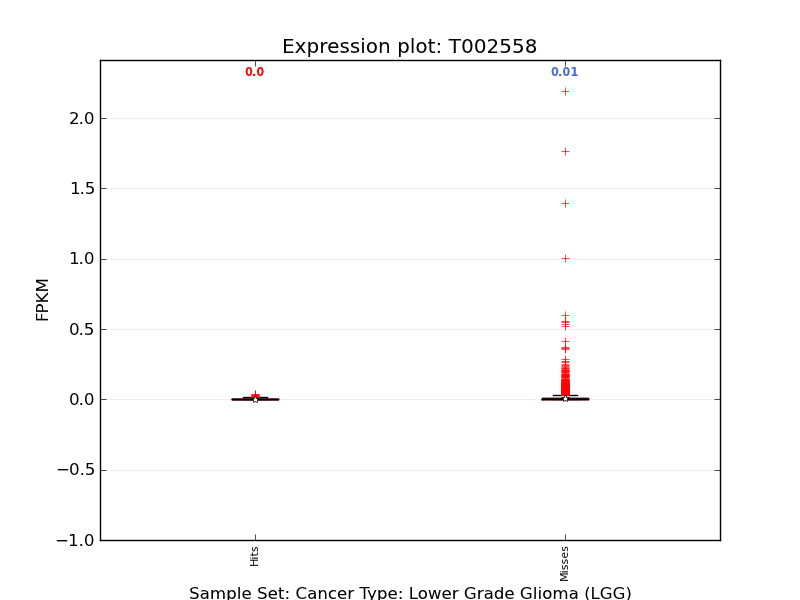 Expression plot: T002558
0.0
0.01
2.0
1.5
1.0
0.5
0.0
−0.5
−1.0
FPKM
Hits
Misses
Sample Set: Cancer Type: Lower Grade Glioma (LGG)